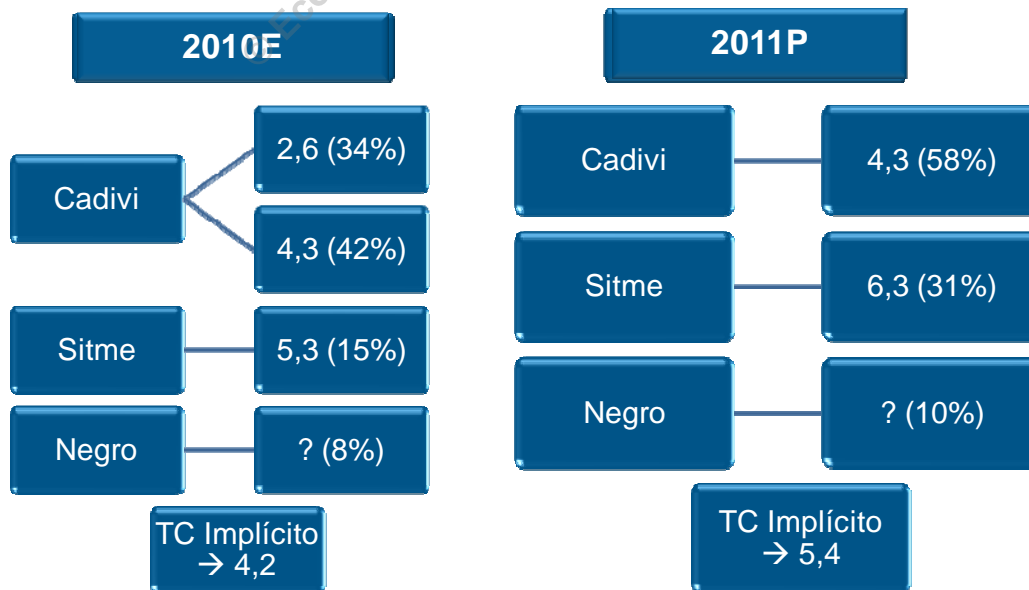 2010E
Cadivi
2,6 (34%)
4,3 (42%)
Sitme
5,3 (15%)
Negro
? (8%)
TC Implícito
→ 4,2
2011P
Cadivi
4,3 (58%)
Sitme
6,3 (31%)
Negro
? (10%)
TC Implícito
→ 5,4